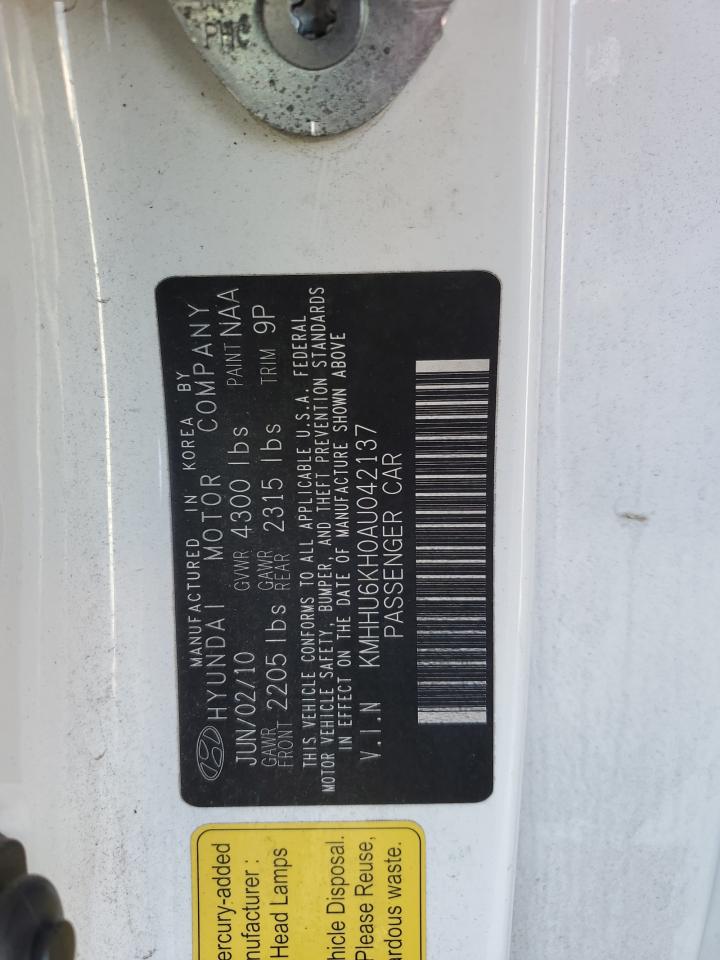 PHC
MANUFACTURED IN KOREA BY
HYUNDAI MOTOR COMPANY
JUN/02/10 GVWR 4300 lbs PAINT NAA
GAWR FRONT 2205 lbs GAWR REAR 2315 lbs TRIM 9P
THIS VEHICLE CONFORMS TO ALL APPLICABLE U.S.A. FEDERAL
MOTOR VEHICLE SAFETY, BUMPER, AND THEFT PREVENTION STANDARDS
IN EFFECT ON THE DATE OF MANUFACTURE SHOWN ABOVE
V.I.N KMHHU6KH0AU042137
PASSENGER CAR
ercury-added
nufacturer :
Head Lamps
hicle Disposal.
Please Reuse,
ardous waste.